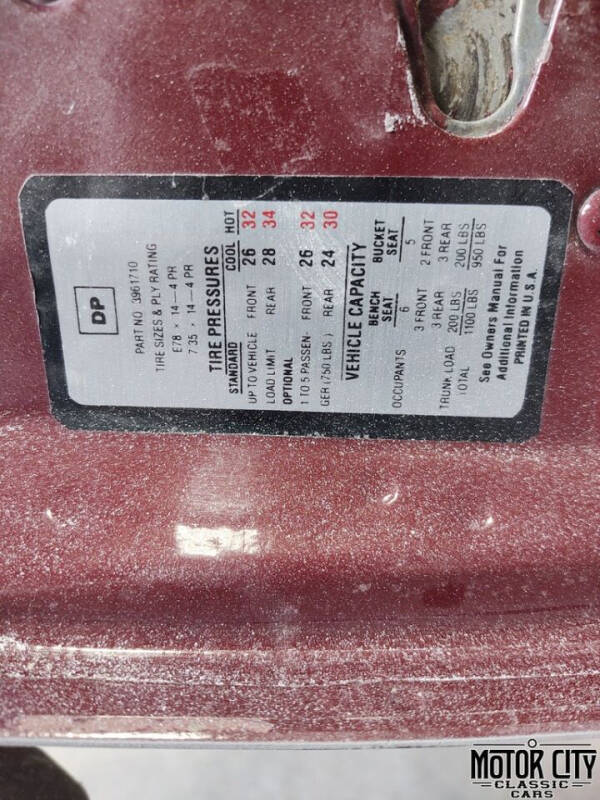 DP
PART NO 3961710
TIRE SIZES & PLY RATING
E78 × 14–4 PR
7 35 × 14–4 PR
TIRE PRESSURES
STANDARD COOL HOT
UP TO VEHICLE FRONT 26 32
LOAD LIMIT REAR 28 34
OPTIONAL
1 TO 5 PASSEN- FRONT 26 32
GER (750 LBS ) REAR 24 30
VEHICLE CAPACITY
BENCH BUCKET
SEAT SEAT
OCCUPANTS 6 5
3 FRONT 2 FRONT
3 REAR 3 REAR
TRUNK LOAD 200 LBS 200 LBS
TOTAL 1100 LBS 950 LBS
See Owners Manual For
Additional Information
PRINTED IN U.S.A.
MOTOR CITY
CLASSIC
CARS